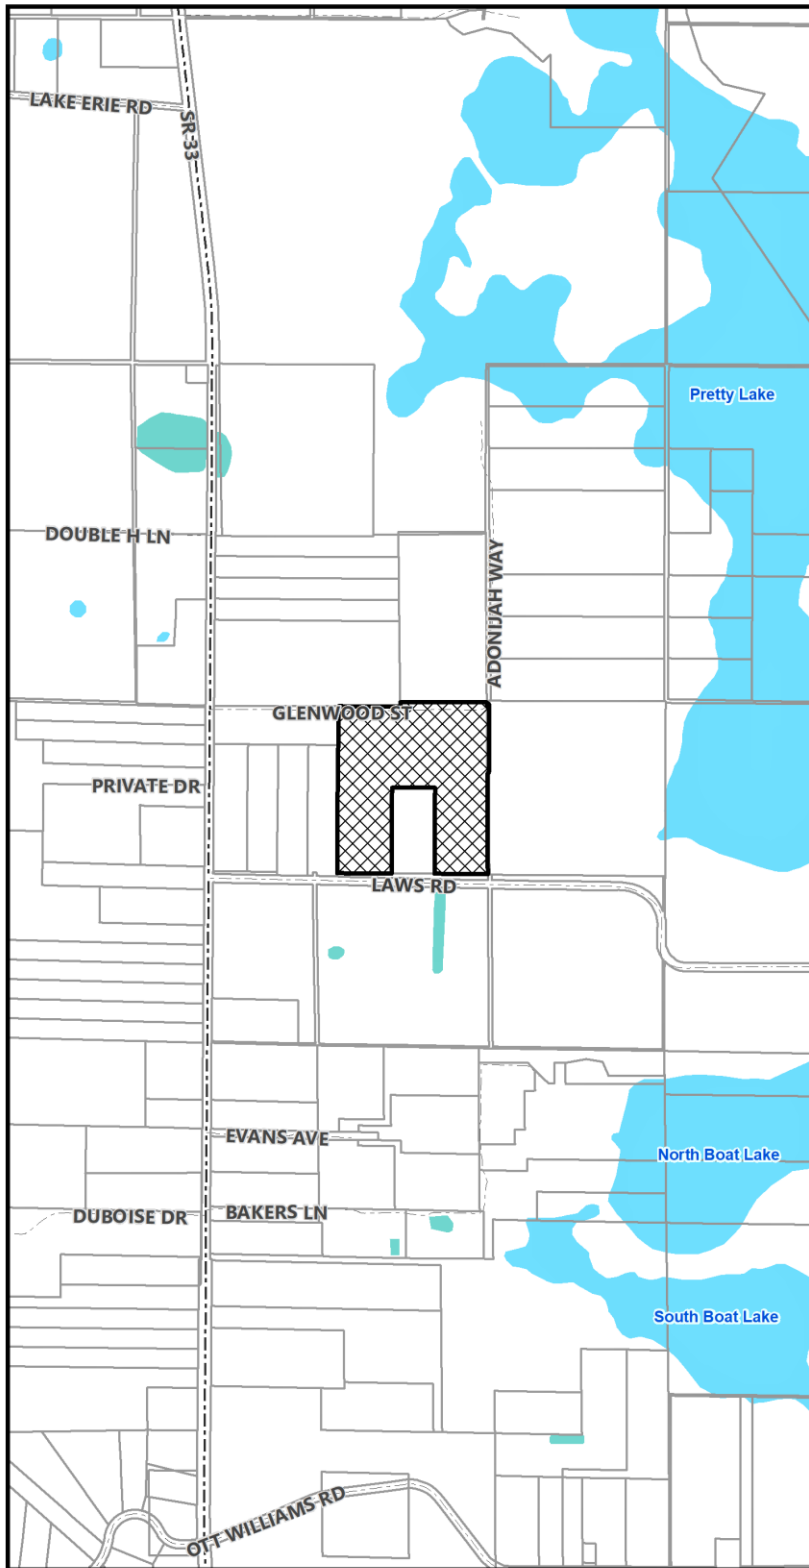 LAKE ERIE RD
SR-33
Pretty Lake
DOUBLE H LN
ADONIJAH WAY
GLENWOOD ST
PRIVATE DR
LAWS RD
EVANS AVE
North Boat Lake
DUBOISE DR
BAKERS LN
South Boat Lake
OTT WILLIAMS RD